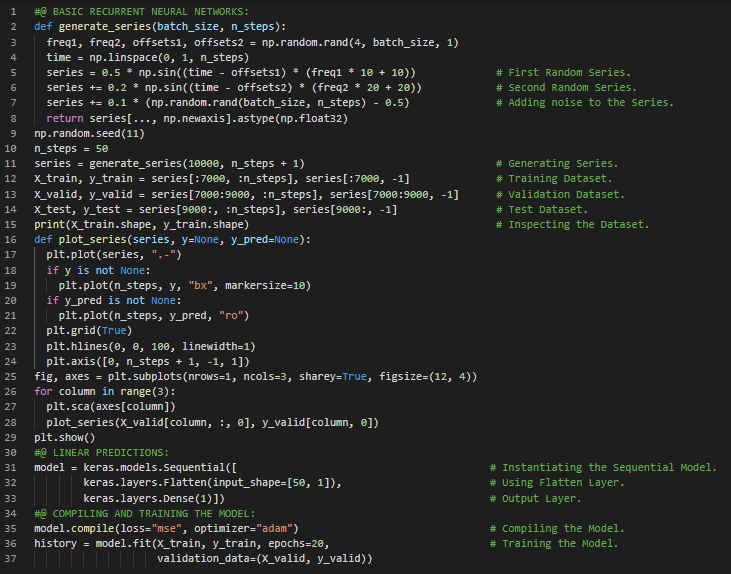 1 #@ BASIC RECURRENT NEURAL NETWORKS:
2 def generate_series(batch_size, n_steps):
3 freq1, freq2, offsets1, offsets2 = np.random.rand(4, batch_size, 1)
4 time = np.linspace(0, 1, n_steps)
5 series = 0.5 * np.sin((time - offsets1) * (freq1 * 10 + 10)) # First Random Series.
6 series += 0.2 * np.sin((time - offsets2) * (freq2 * 20 + 20)) # Second Random Series.
7 series += 0.1 * (np.random.rand(batch_size, n_steps) - 0.5) # Adding noise to the Series.
8 return series[..., np.newaxis].astype(np.float32)
9 np.random.seed(11)
10 n_steps = 50
11 series = generate_series(10000, n_steps + 1) # Generating Series.
12 X_train, y_train = series[:7000, :n_steps], series[:7000, -1] # Training Dataset.
13 X_valid, y_valid = series[7000:9000, :n_steps], series[7000:9000, -1] # Validation Dataset.
14 X_test, y_test = series[9000:, :n_steps], series[9000:, -1] # Test Dataset.
15 print(X_train.shape, y_train.shape) # Inspecting the Dataset.
16 def plot_series(series, y=None, y_pred=None):
17 plt.plot(series, ".-")
18 if y is not None:
19 plt.plot(n_steps, y, "bx", markersize=10)
20 if y_pred is not None:
21 plt.plot(n_steps, y_pred, "ro")
22 plt.grid(True)
23 plt.hlines(0, 0, 100, linewidth=1)
24 plt.axis([0, n_steps + 1, -1, 1])
25 fig, axes = plt.subplots(nrows=1, ncols=3, sharey=True, figsize=(12, 4))
26 for column in range(3):
27 plt.sca(axes[column])
28 plot_series(X_valid[column, :, 0], y_valid[column, 0])
29 plt.show()
30 #@ LINEAR PREDICTIONS:
31 model = keras.models.Sequential([ # Instantiating the Sequential Model.
32 keras.layers.Flatten(input_shape=[50, 1]), # Using Flatten Layer.
33 keras.layers.Dense(1)]) # Output Layer.
34 #@ COMPILING AND TRAINING THE MODEL:
35 model.compile(loss="mse", optimizer="adam") # Compiling the Model.
36 history = model.fit(X_train, y_train, epochs=20, # Training the Model.
37 validation_data=(X_valid, y_valid))